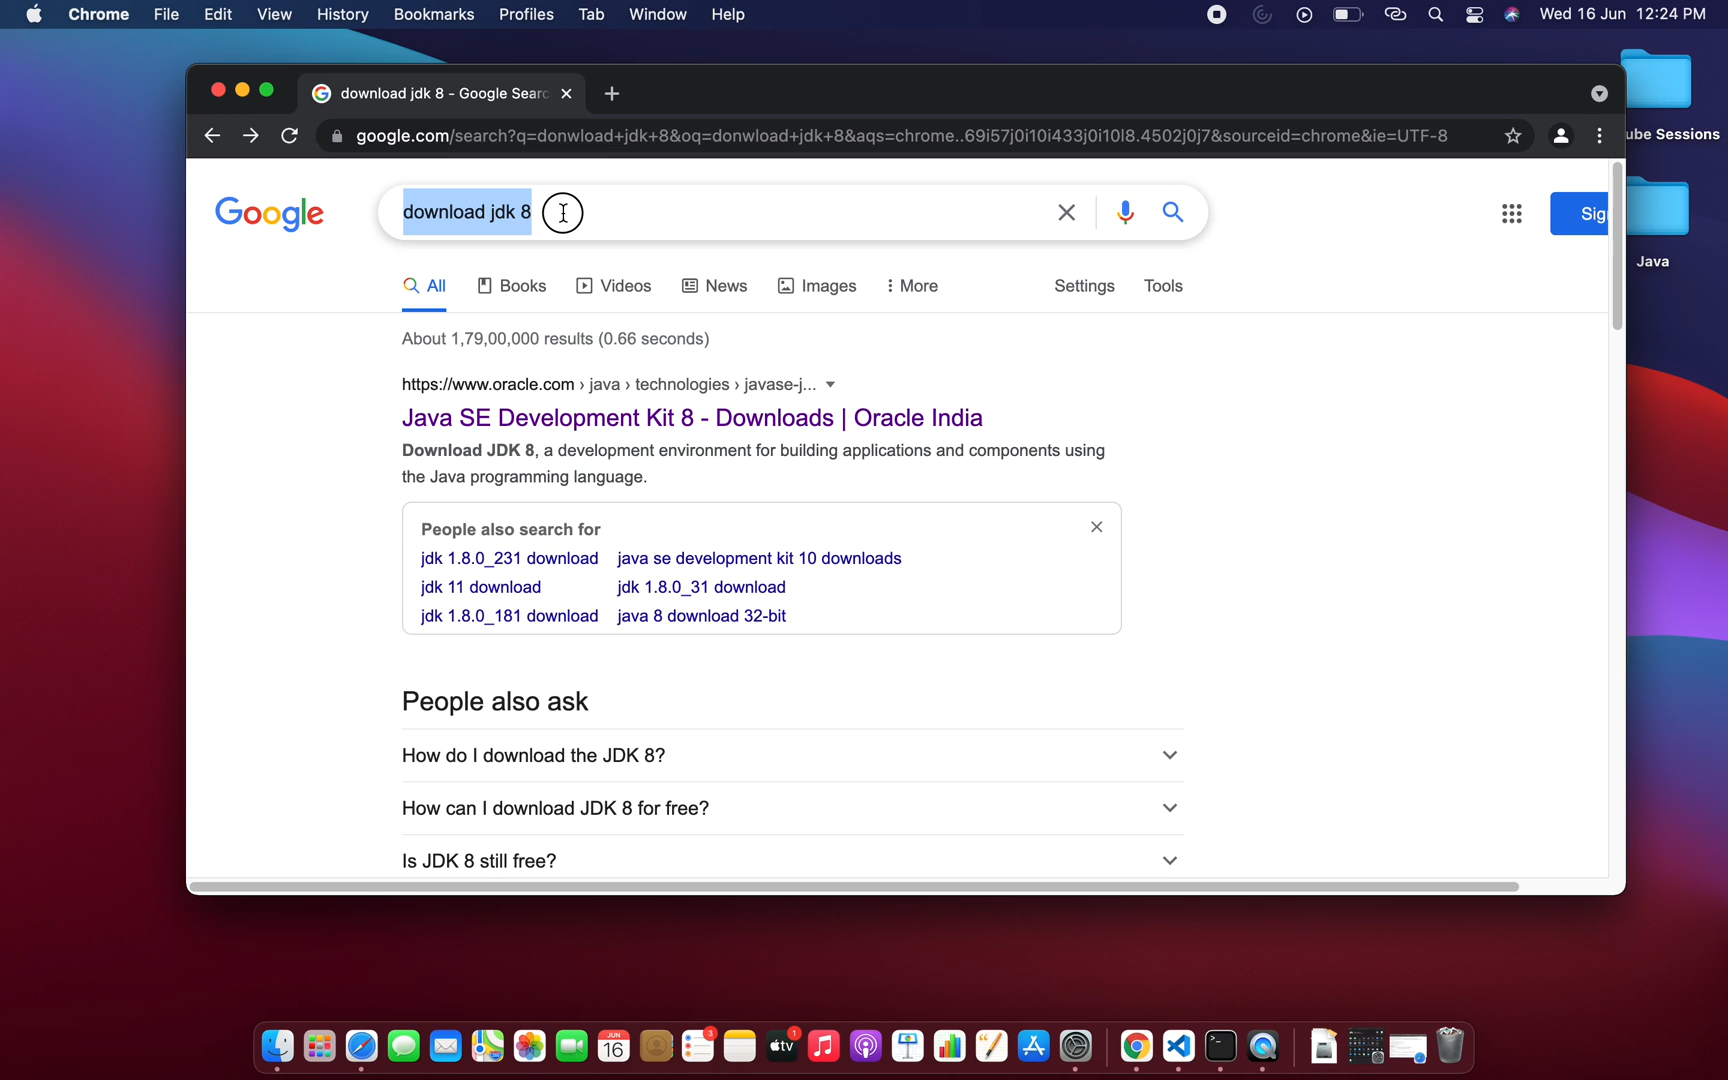 Chrome File Edit View History Bookmarks Profiles Tab Window Help Wed 16 Jun 12:24 PM
download jdk 8 - Google Searc
google.com/search?q=donwload+jdk+8&oq=donwload+jdk+8&aqs=chrome..69i57j0i10i433j0i10l8.4502j0j7&sourceid=chrome&ie=UTF-8
ube Sessions
Google download jdk 8 Sig
Java
All Books Videos News Images More Settings Tools
About 1,79,00,000 results (0.66 seconds)
https://www.oracle.com › java › technologies › javase-j...
Java SE Development Kit 8 - Downloads | Oracle India
Download JDK 8, a development environment for building applications and components using
the Java programming language.
People also search for
jdk 1.8.0_231 download java se development kit 10 downloads
jdk 11 download jdk 1.8.0_31 download
jdk 1.8.0_181 download java 8 download 32-bit
People also ask
How do I download the JDK 8?
How can I download JDK 8 for free?
Is JDK 8 still free?
JUN 16 3 1 tv